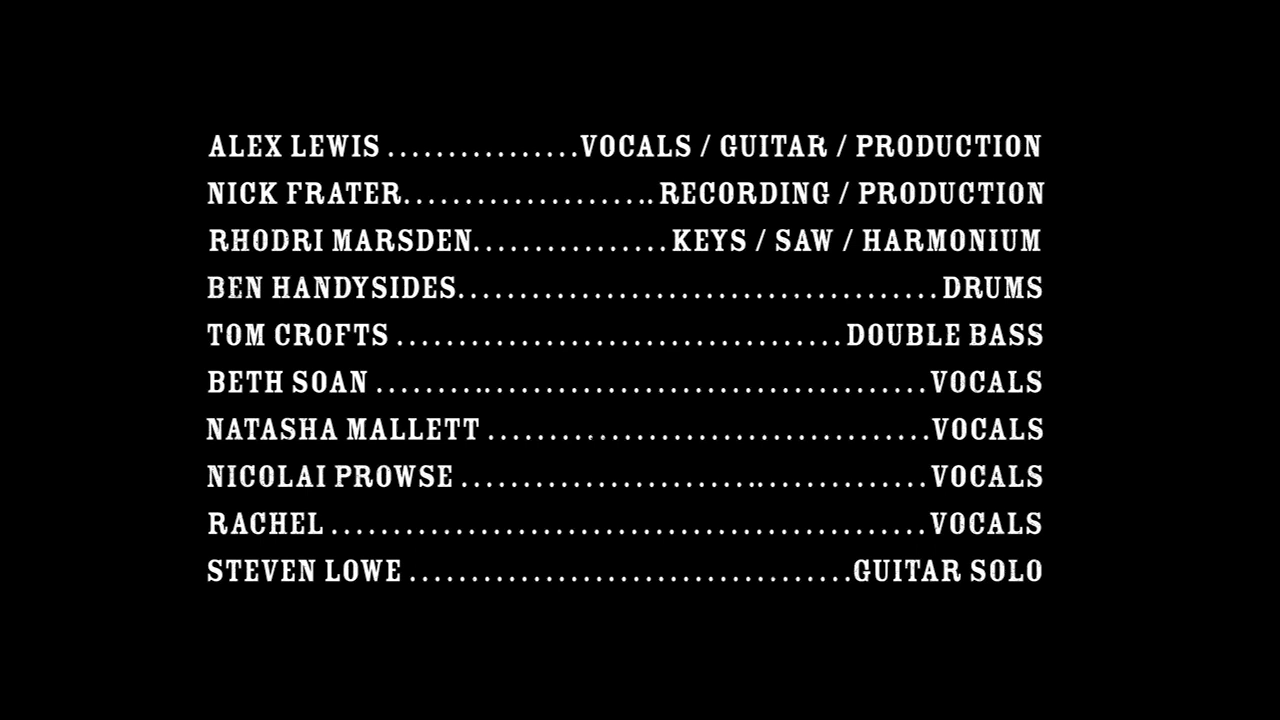 ALEX LEWIS ................VOCALS / GUITAR / PRODUCTION
NICK FRATER.....................RECORDING / PRODUCTION
RHODRI MARSDEN................KEYS / SAW / HARMONIUM
BEN HANDYSIDES.......................................DRUMS
TOM CROFTS ....................................DOUBLE BASS
BETH SOAN .............................................VOCALS
NATASHA MALLETT ....................................VOCALS
NICOLAI PROWSE ......................................VOCALS
RACHEL ................................................VOCALS
STEVEN LOWE ....................................GUITAR SOLO